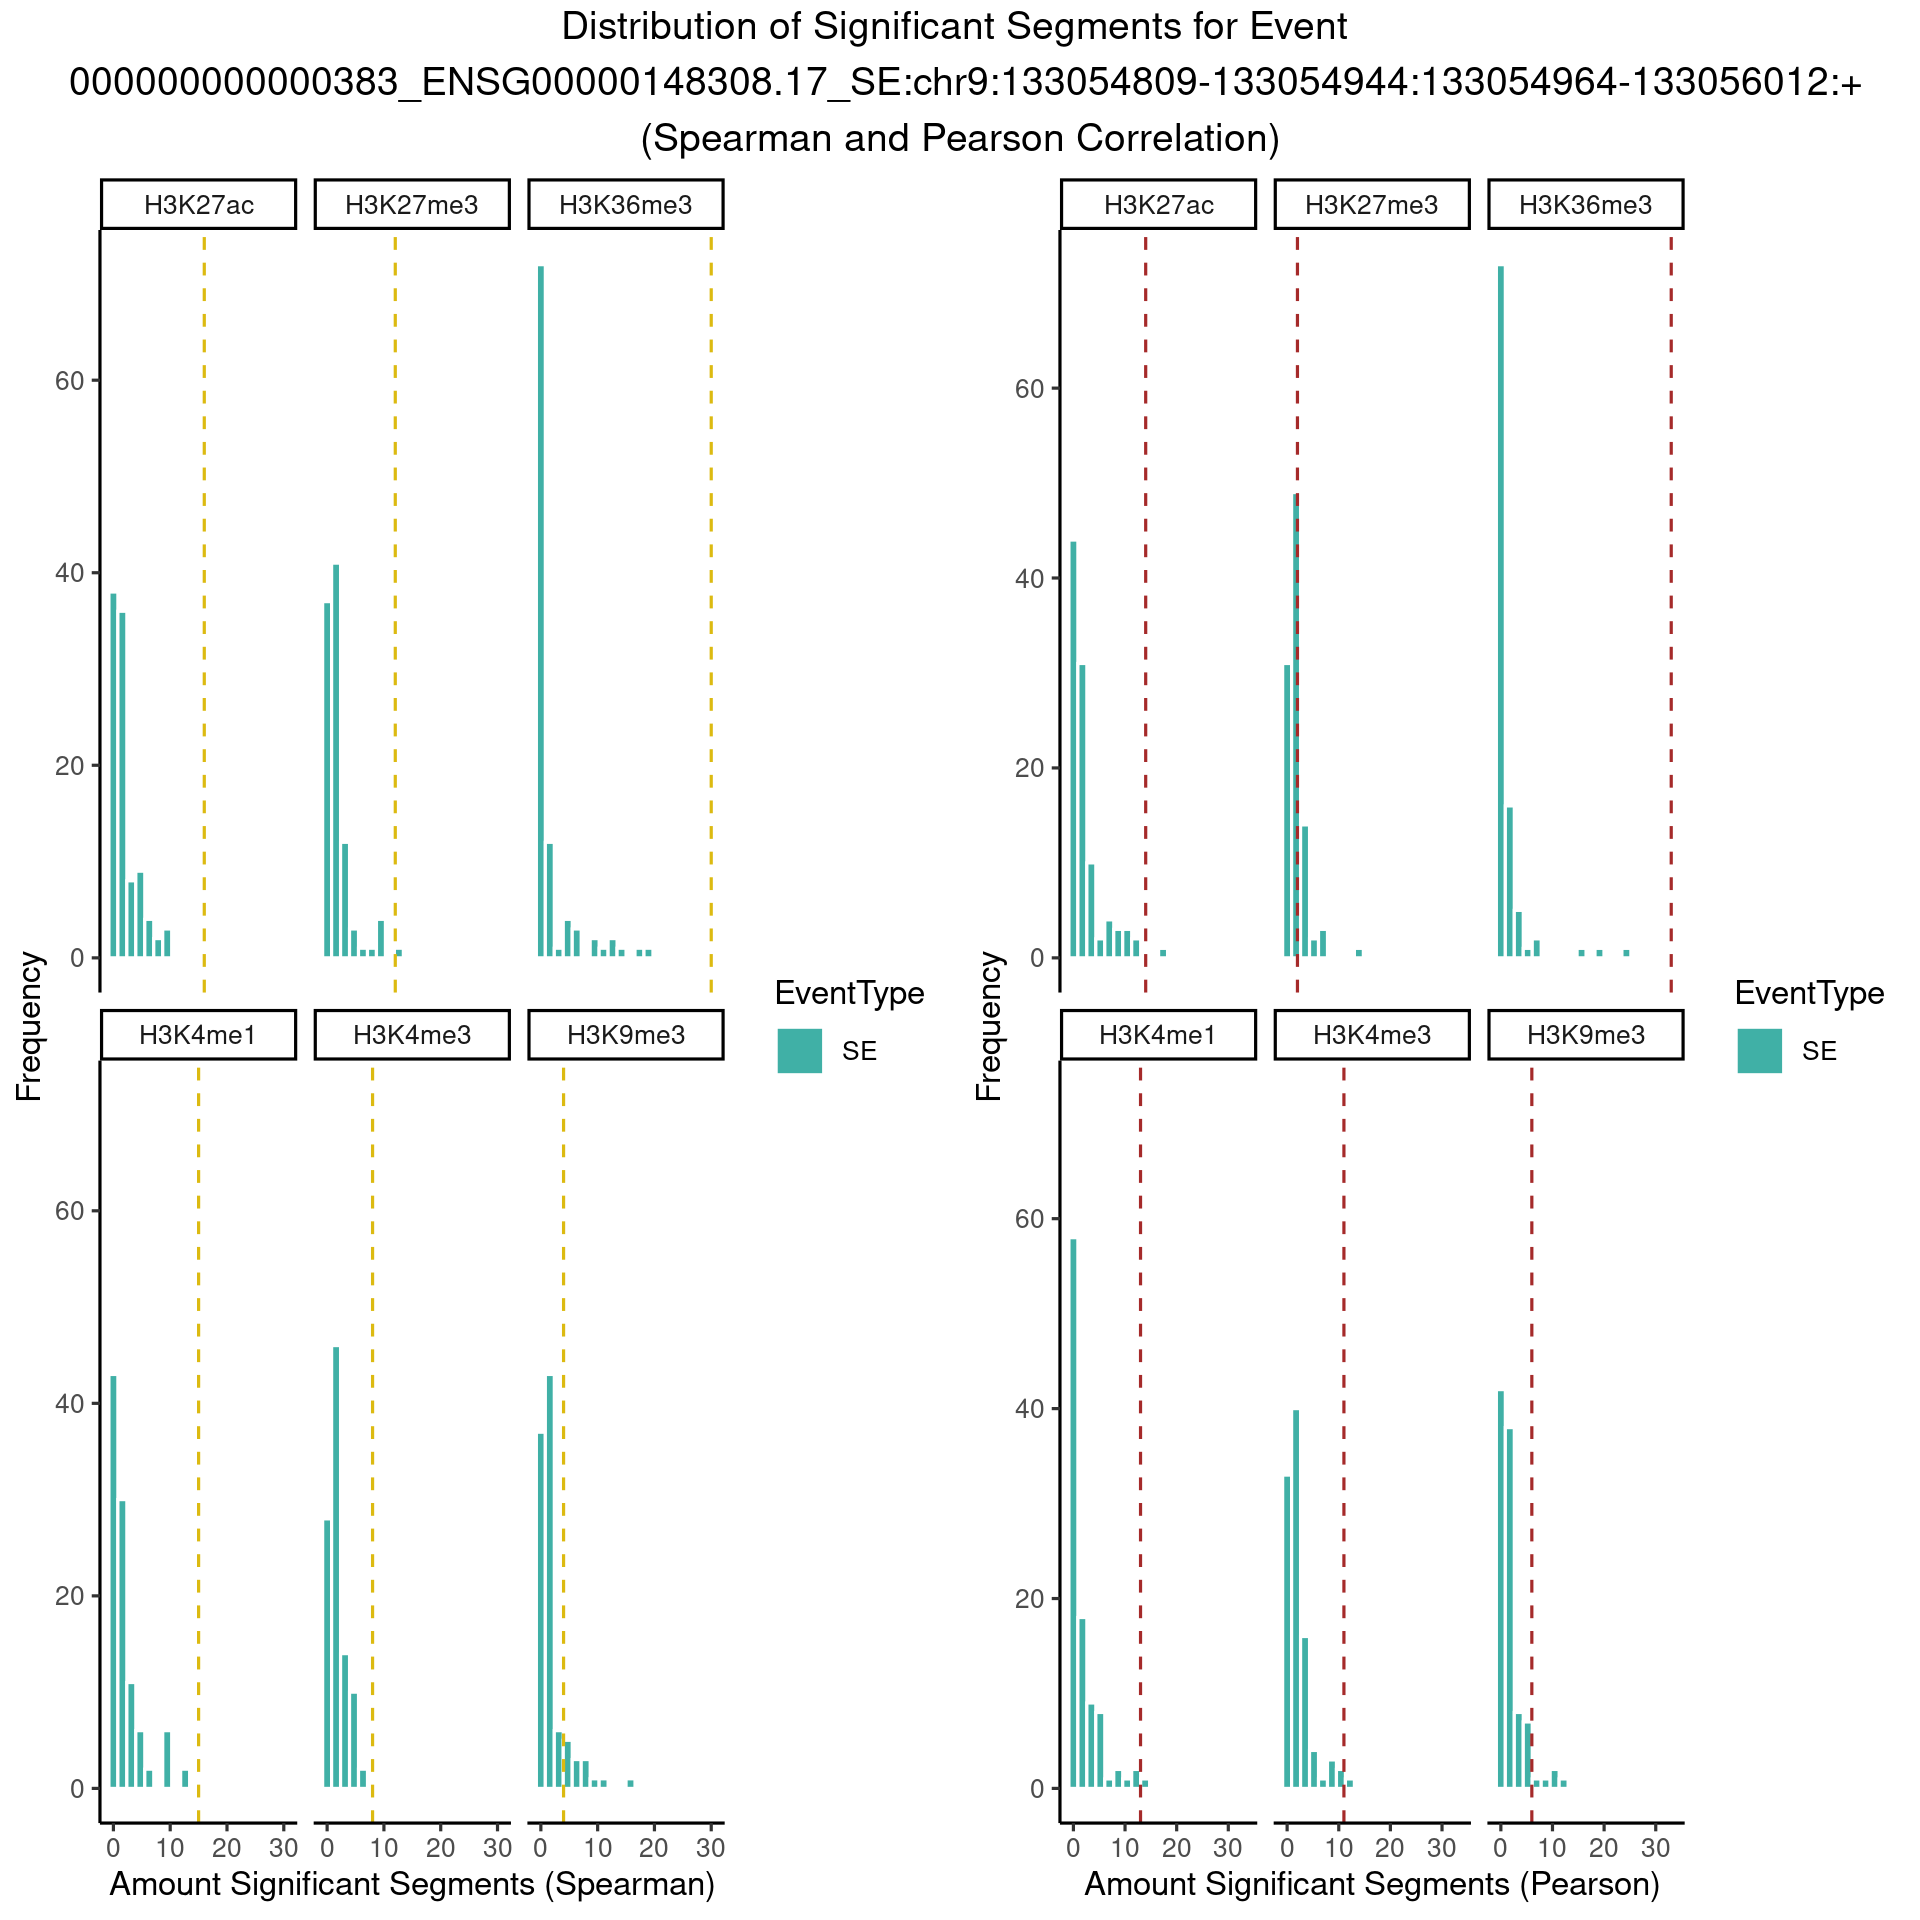 Distribution of Significant Segments for Event
000000000000383_ENSG00000148308.17_SE:chr9:133054809-133054944:133054964-133056012:+
(Spearman and Pearson Correlation)
H3K27ac
H3K27me3
H3K36me3
60
40
20
0
H3K4me1
H3K4me3
H3K9me3
60
40
20
0
0 10 20 30
0 10 20 30
0 10 20 30
Frequency
Amount Significant Segments (Spearman)
EventType
SE
H3K27ac
H3K27me3
H3K36me3
60
40
20
0
H3K4me1
H3K4me3
H3K9me3
60
40
20
0
0 10 20 30
0 10 20 30
0 10 20 30
Frequency
Amount Significant Segments (Pearson)
EventType
SE